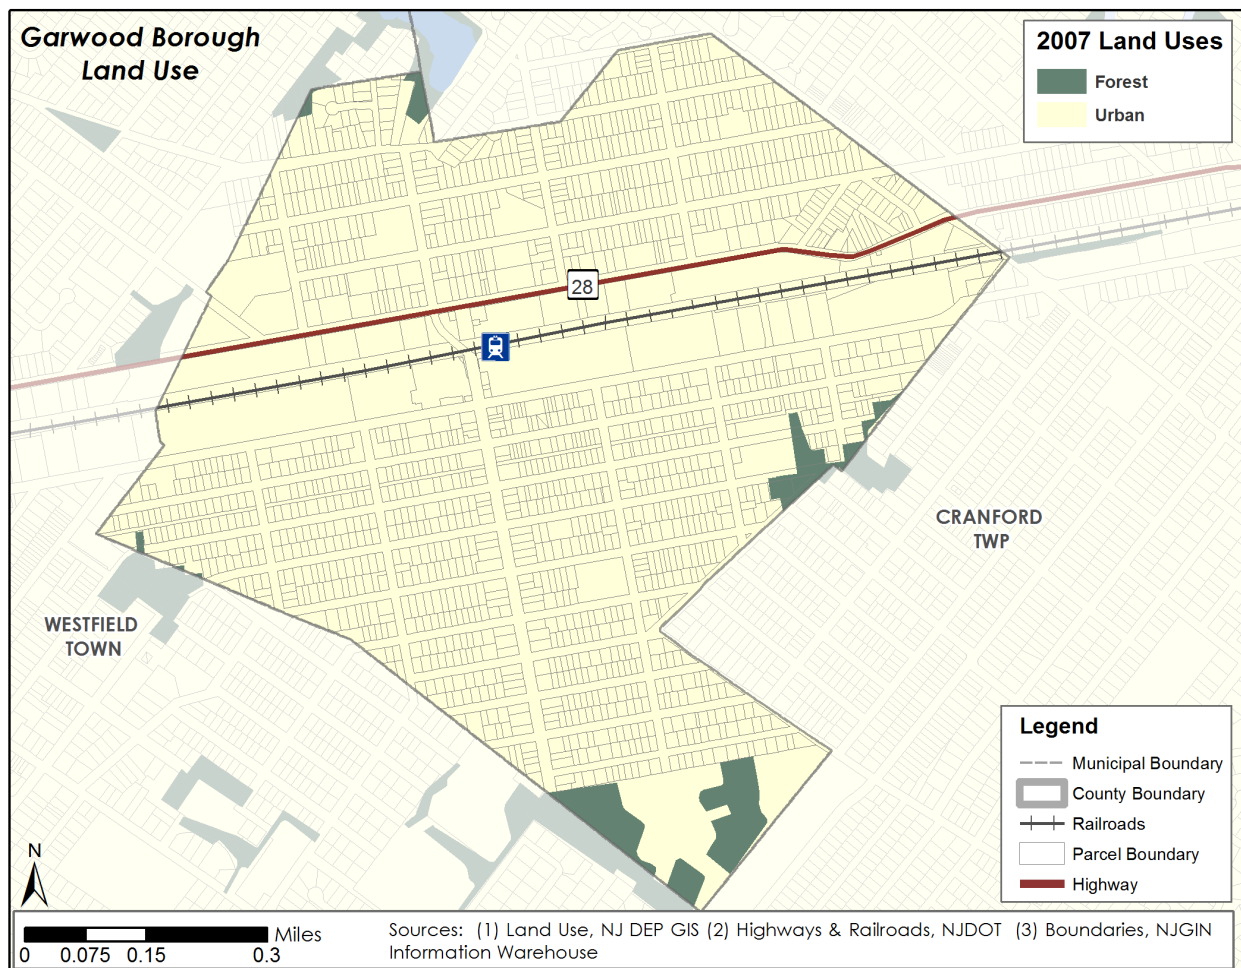 Garwood Borough
Land Use
2007 Land Uses
Forest
Urban
28
CRANFORD
TWP
WESTFIELD
TOWN
Legend
Municipal Boundary
County Boundary
Railroads
Parcel Boundary
Highway
N
Miles
0 0.075 0.15 0.3
Sources: (1) Land Use, NJ DEP GIS (2) Highways & Railroads, NJDOT (3) Boundaries, NJGIN
Information Warehouse